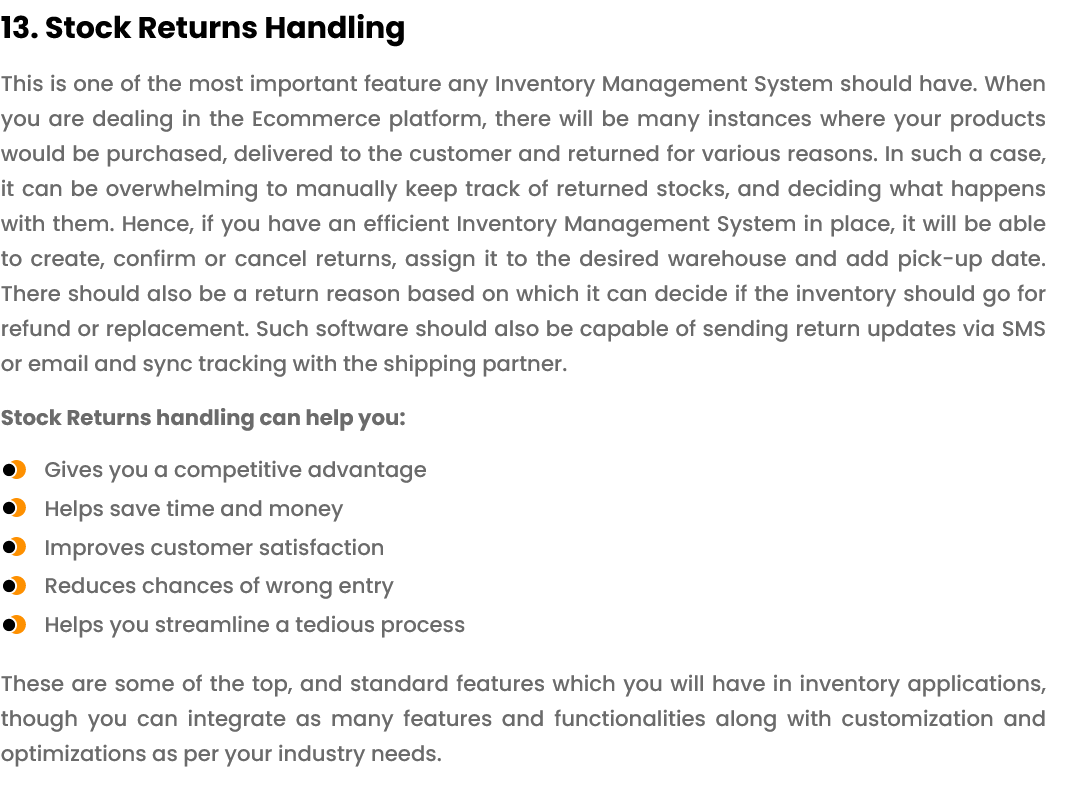 13. Stock Returns Handling
This is one of the most important feature any Inventory Management System should have. When
you are dealing in the Ecommerce platform, there will be many instances where your products
would be purchased, delivered to the customer and returned for various reasons. In such a case,
it can be overwhelming to manually keep track of returned stocks, and deciding what happens
with them. Hence, if you have an efficient Inventory Management System in place, it will be able
to create, confirm or cancel returns, assign it to the desired warehouse and add pick-up date.
There should also be a return reason based on which it can decide if the inventory should go for
refund or replacement. Such software should also be capable of sending return updates via SMS
or email and sync tracking with the shipping partner.
Stock Returns handling can help you:
Gives you a competitive advantage
Helps save time and money
Improves customer satisfaction
Reduces chances of wrong entry
Helps you streamline a tedious process
These are some of the top, and standard features which you will have in inventory applications,
though you can integrate as many features and functionalities along with customization and
optimizations as per your industry needs.